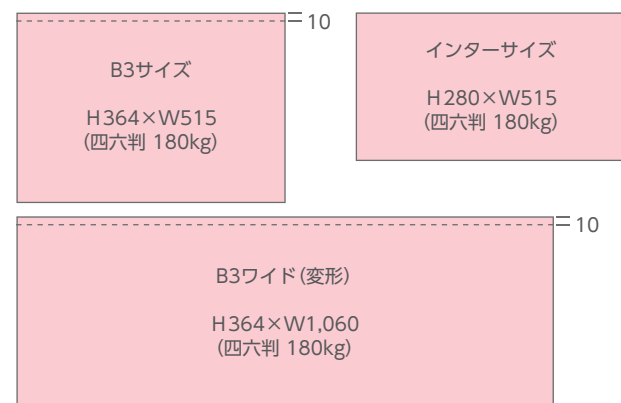 10
B3サイズ
H364×W515
(四六判 180kg)
インターサイズ
H280×W515
(四六判 180kg)
10
B3ワイド(変形)
H364×W1,060
(四六判 180kg)